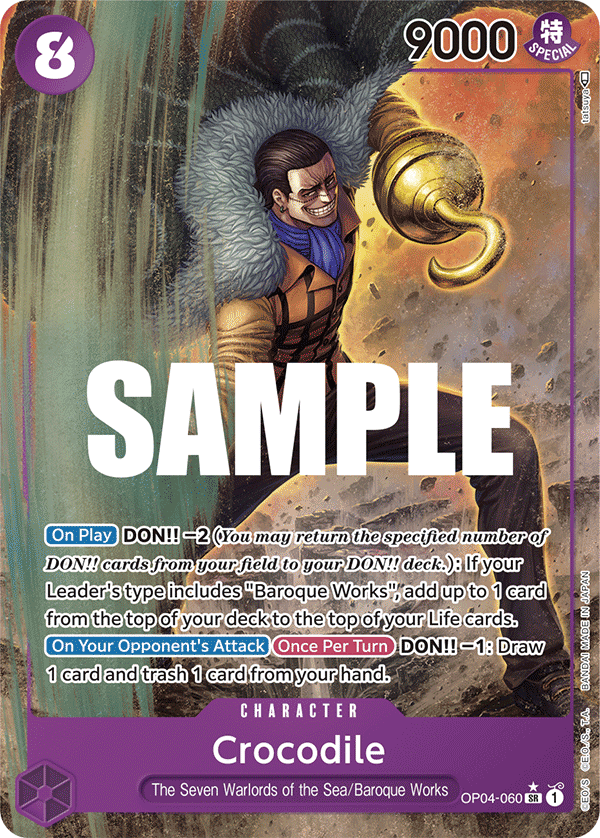 8
9000
特
SPECIAL
tatsuya
SAMPLE
On Play DON!! −2 (You may return the specified number of
DON!! cards from your field to your DON!! deck.): If your
Leader's type includes "Baroque Works", add up to 1 card
from the top of your deck to the top of your Life cards.
On Your Opponent's Attack Once Per Turn DON!! −1: Draw
1 card and trash 1 card from your hand.
CHARACTER
Crocodile
The Seven Warlords of the Sea/Baroque Works
OP04-060 SR 1
BANDAI MADE IN JAPAN